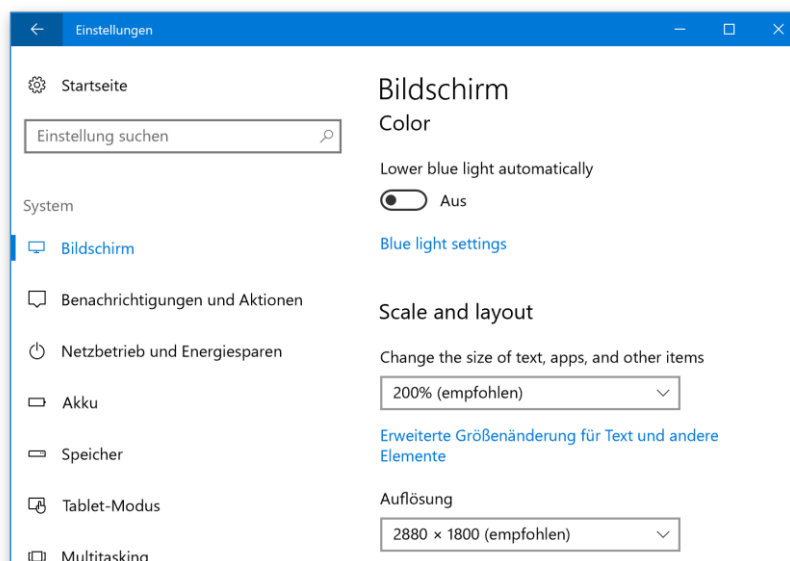 Einstellungen
Startseite
Einstellung suchen
System
Bildschirm
Benachrichtigungen und Aktionen
Netzbetrieb und Energiesparen
Akku
Speicher
Tablet-Modus
Multitasking
Bildschirm
Color
Lower blue light automatically
Aus
Blue light settings
Scale and layout
Change the size of text, apps, and other items
200% (empfohlen)
Erweiterte Größenänderung für Text und andere
Elemente
Auflösung
2880 × 1800 (empfohlen)